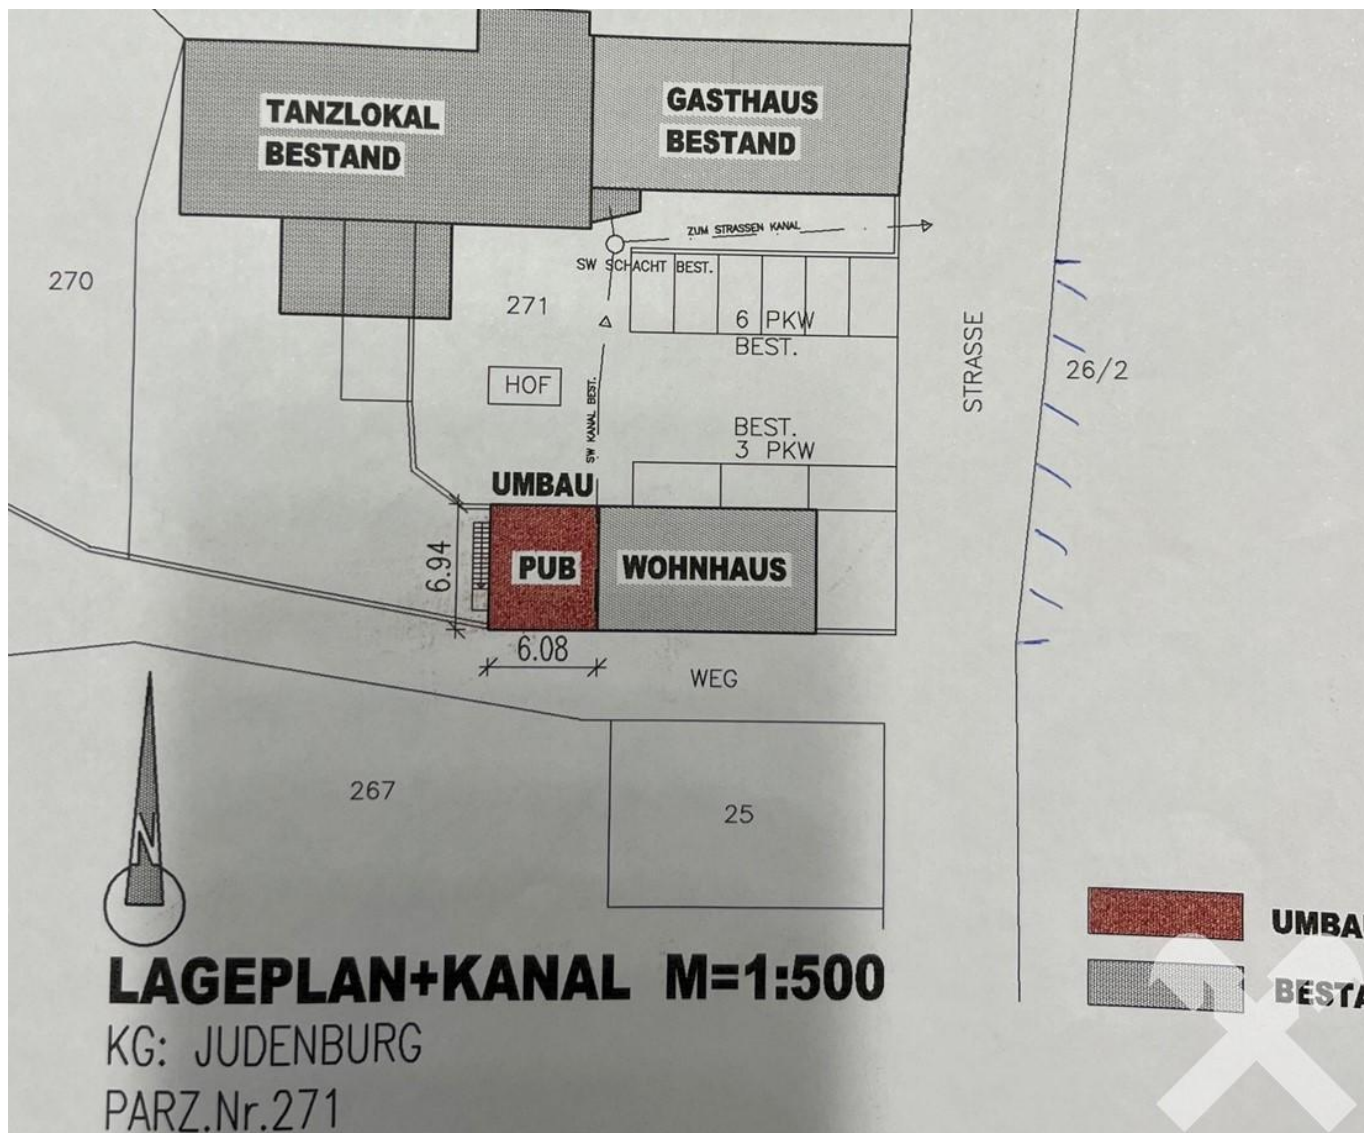 TANZLOKAL
BESTAND
GASTHAUS
BESTAND
ZUM STRASSEN KANAL
SW SCHACHT BEST.
270
271
6 PKW
BEST.
STRASSE
26/2
HOF
SW KANAL BEST.
BEST.
3 PKW
UMBAU
6.94
PUB
WOHNHAUS
6.08
WEG
267
25
N
UMBAU
BESTA
LAGEPLAN+KANAL M=1:500
KG: JUDENBURG
PARZ.Nr.271